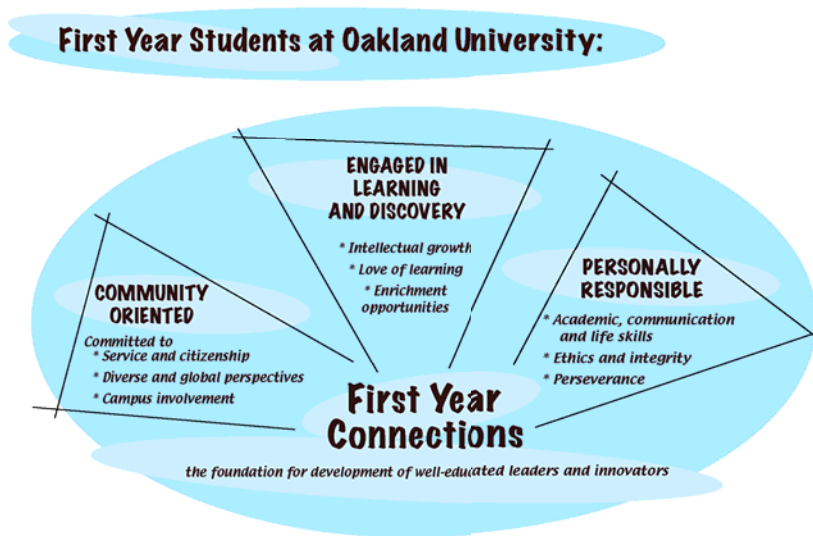 First Year Students at Oakland University:
ENGAGED IN
LEARNING
AND DISCOVERY
* Intellectual growth
* Love of learning
* Enrichment
opportunities
COMMUNITY
ORIENTED
Committed to
* Service and citizenship
* Diverse and global perspectives
* Campus involvement
PERSONALLY
RESPONSIBLE
* Academic, communication
and life skills
* Ethics and integrity
* Perseverance
First Year
Connections
the foundation for development of well-educated leaders and innovators